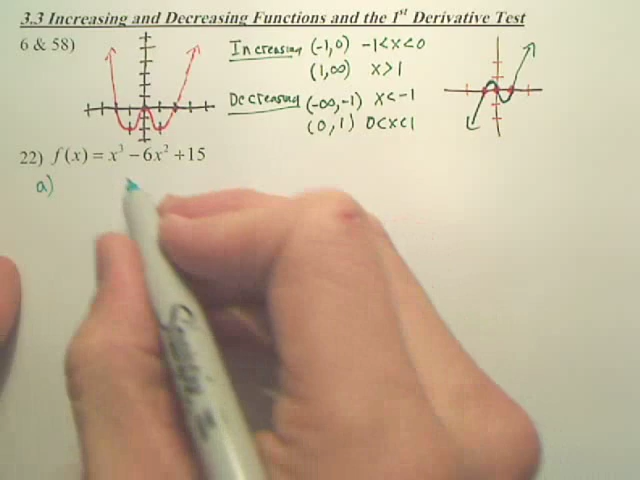 3.3 Increasing and Decreasing Functions and the 1st Derivative Test
6 & 58)
Increasing (-1,0) -1<x<0
(1,∞) x>1
Decreasing (-∞,-1) x<-1
(0,1) 0<x<1
22) f(x) = x³ - 6x² + 15
a)